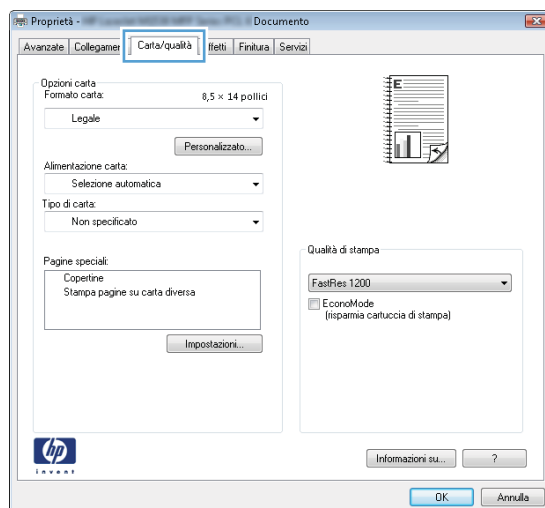 Proprietà -
Documento
Avanzate
Carta/qualità
Finitura
Servizi
Opzioni carta
Formato carta:
8,5 × 14 pollici
Legale
Personalizzato...
Alimentazione carta:
Selezione automatica
Tipo di carta:
Non specificato
Pagine speciali:
Copertine
Stampa pagine su carta diversa
Impostazioni...
E
Qualità di stampa
FastRes 1200
EconoMode
(risparmia cartuccia di stampa)
hp
invent
Informazioni su...
?
OK
Annulla